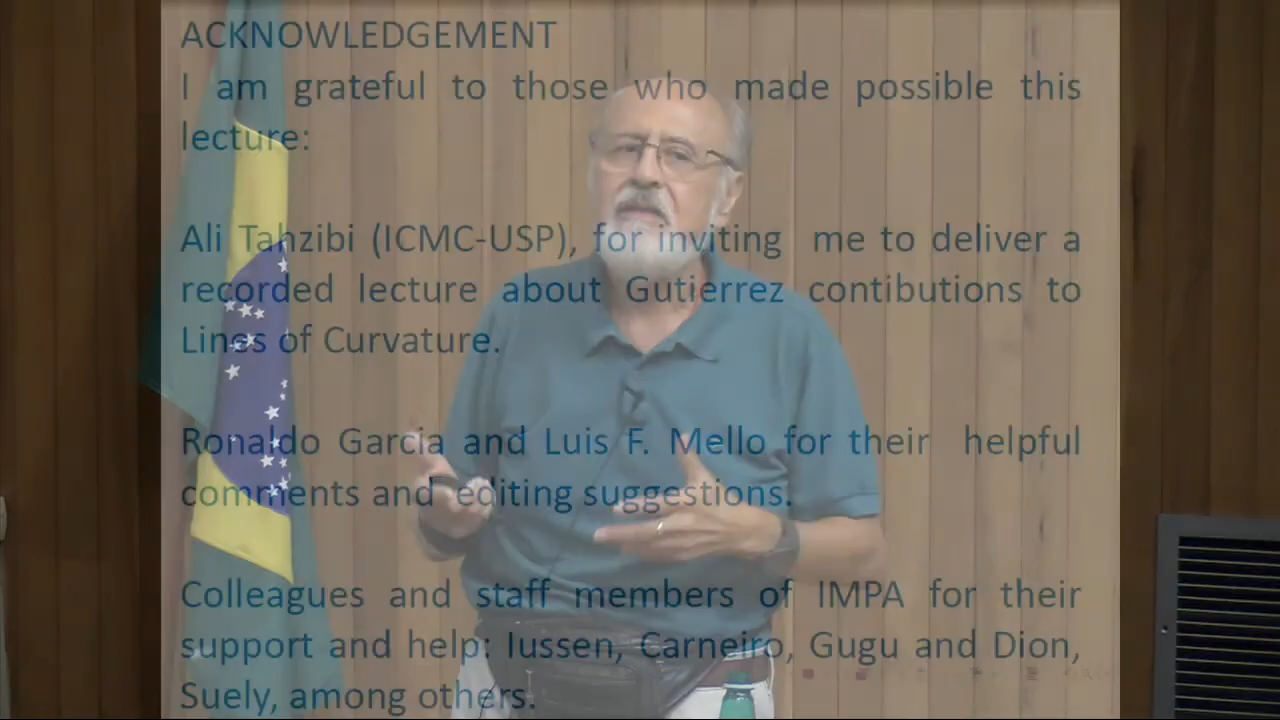 ACKNOWLEDGEMENT
I am grateful to those who made possible this
lecture:
Ali Tahzibi (ICMC-USP), for inviting me to deliver a
recorded lecture about Gutierrez contibutions to
Lines of Curvature.
Ronaldo Garcia and Luis F. Mello for their helpful
comments and editing suggestions.
Colleagues and staff members of IMPA for their
support and help: Iussen, Carneiro, Gugu and Dion,
Suely, among others.